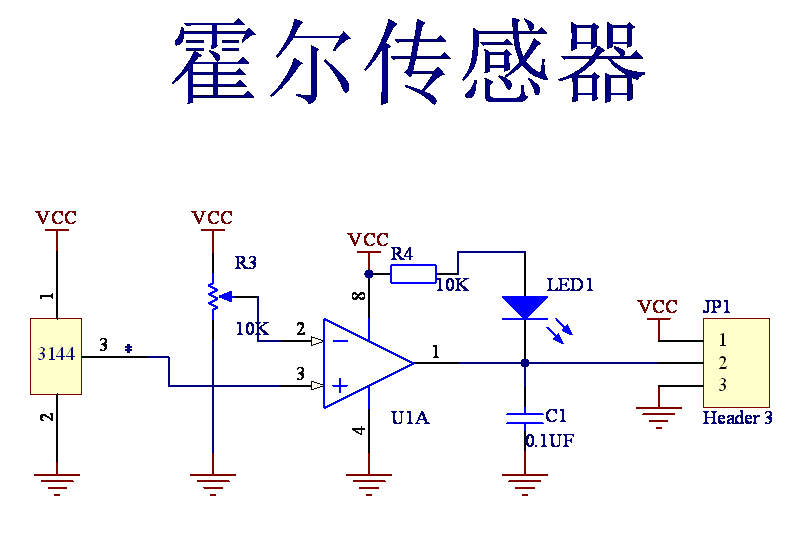 霍尔传感器
VCC
VCC
VCC
R3
R4
10K
LED1
VCC
JP1
1
8
10K
2
1
1
3144
3
*
3
2
2
3
U1A
4
C1
0.1UF
Header 3